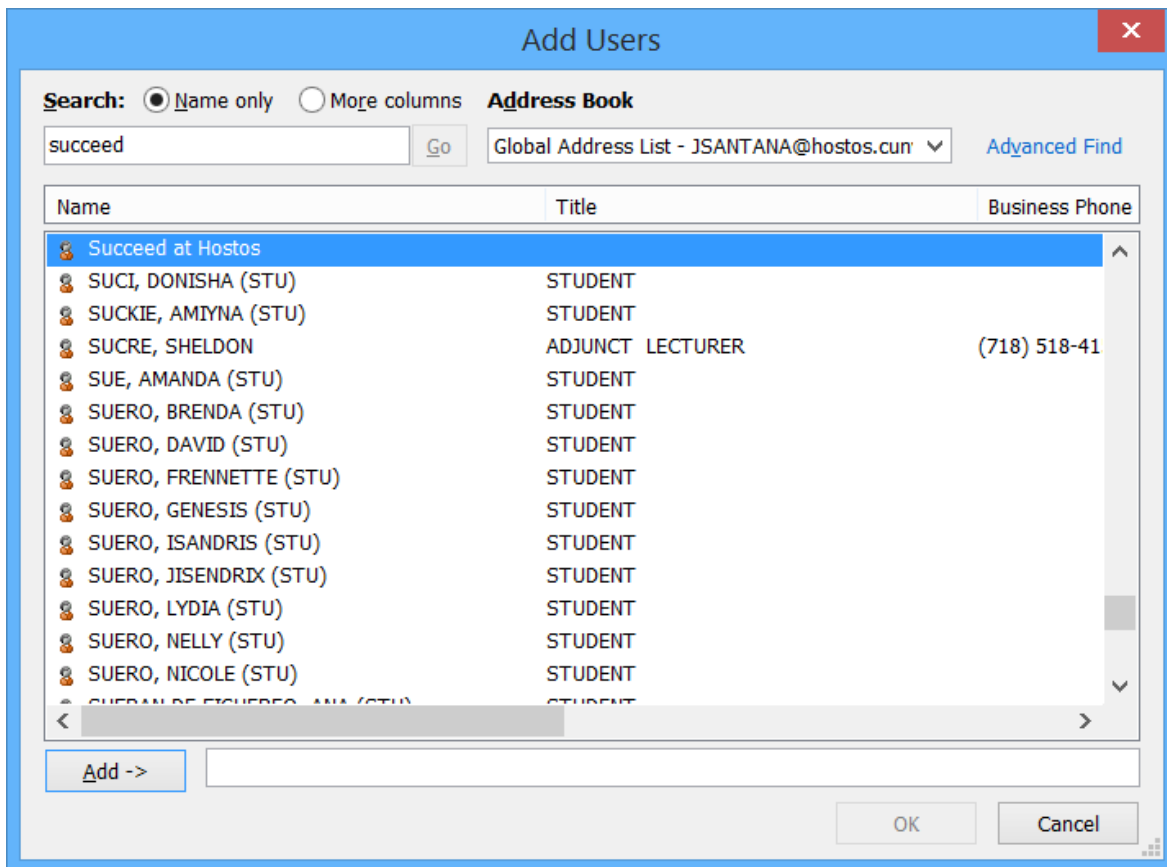 Add Users
Search: Name only More columns Address Book
succeed Go Global Address List - JSANTANA@hostos.cun Advanced Find
Name Title Business Phone
Succeed at Hostos
SUCI, DONISHA (STU) STUDENT
SUCKIE, AMIYNA (STU) STUDENT
SUCRE, SHELDON ADJUNCT LECTURER (718) 518-41
SUE, AMANDA (STU) STUDENT
SUERO, BRENDA (STU) STUDENT
SUERO, DAVID (STU) STUDENT
SUERO, FRENNETTE (STU) STUDENT
SUERO, GENESIS (STU) STUDENT
SUERO, ISANDRIS (STU) STUDENT
SUERO, JISENDRIX (STU) STUDENT
SUERO, LYDIA (STU) STUDENT
SUERO, NELLY (STU) STUDENT
SUERO, NICOLE (STU) STUDENT
Add ->
OK Cancel